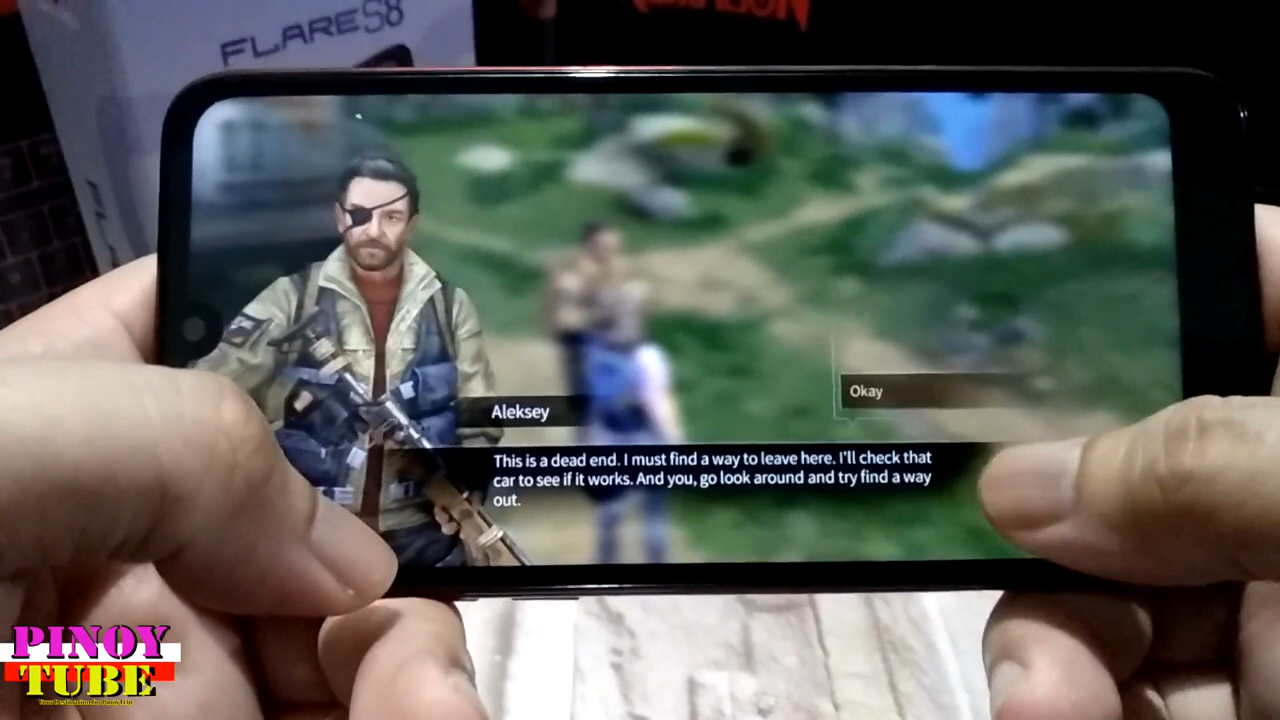 FLARE S8
Aleksey
Okay
This is a dead end. I must find a way to leave here. I'll check that
car to see if it works. And you, go look around and try find a way
out.
PINOY
TUBE